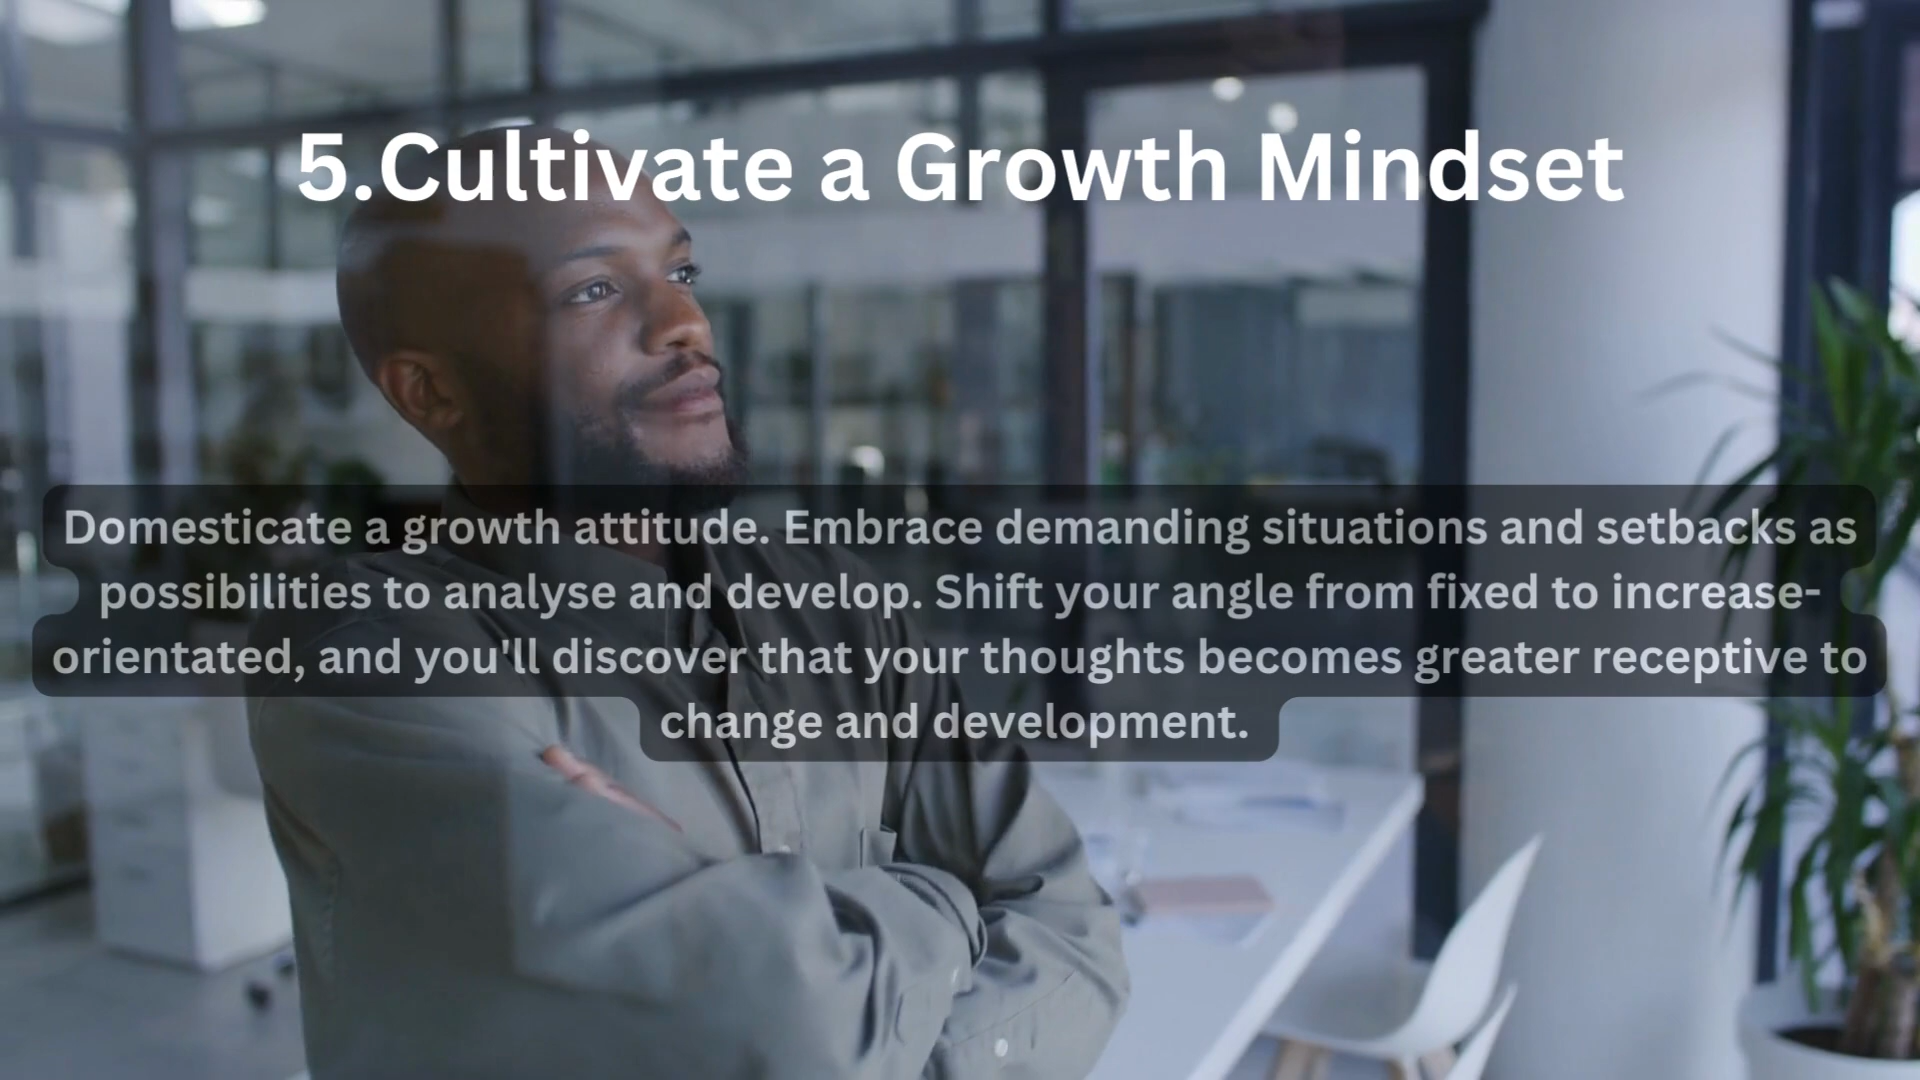 5.Cultivate a Growth Mindset
Domesticate a growth attitude. Embrace demanding situations and setbacks as
possibilities to analyse and develop. Shift your angle from fixed to increase-
orientated, and you'll discover that your thoughts becomes greater receptive to
change and development.